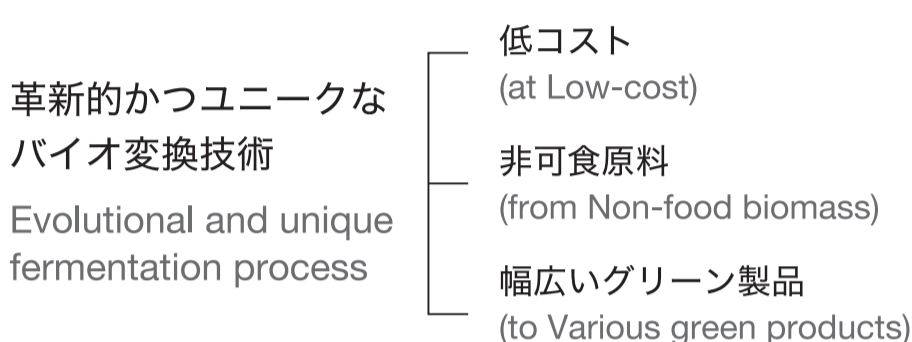 革新的かつユニークな
バイオ変換技術
Evolutional and unique
fermentation process
低コスト
(at Low-cost)
非可食原料
(from Non-food biomass)
幅広いグリーン製品
(to Various green products)